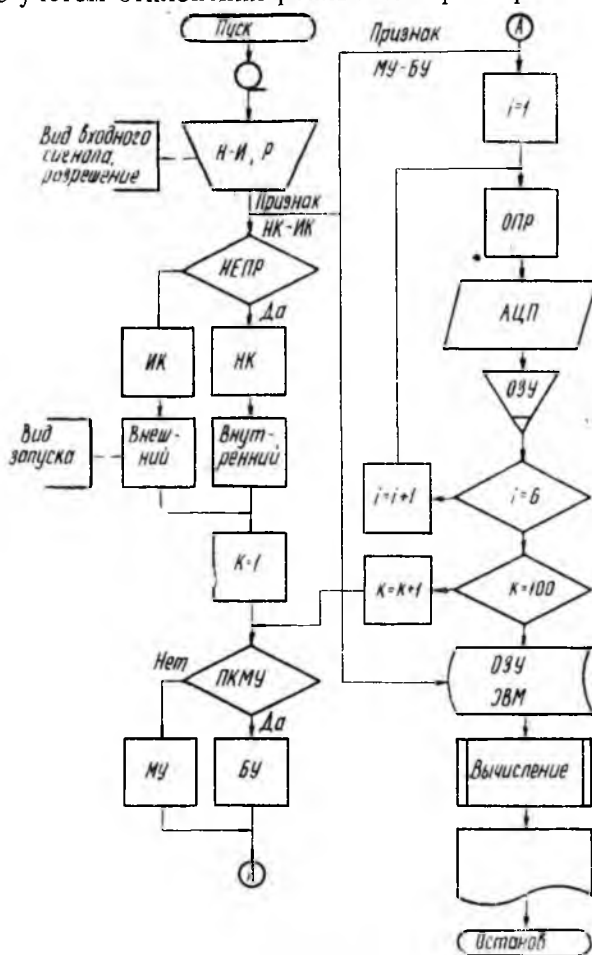 Пуск
Вид входного
сигнала,
разрешение
Н-И, Р
Признак
НК-ИК
НЕПР
Да
ИК
НК
Вид
запуска
Внеш-
ний
Внут-
ренний
К=1
Нет
ПКМУ
Да
МУ
БУ
Признак
МУ-БУ
А
i=1
ОПР
АЦП
ОЗУ
i=i+1
i=6
к=к+1
к=100
ОЗУ
ЭВМ
Вычисление
Останов